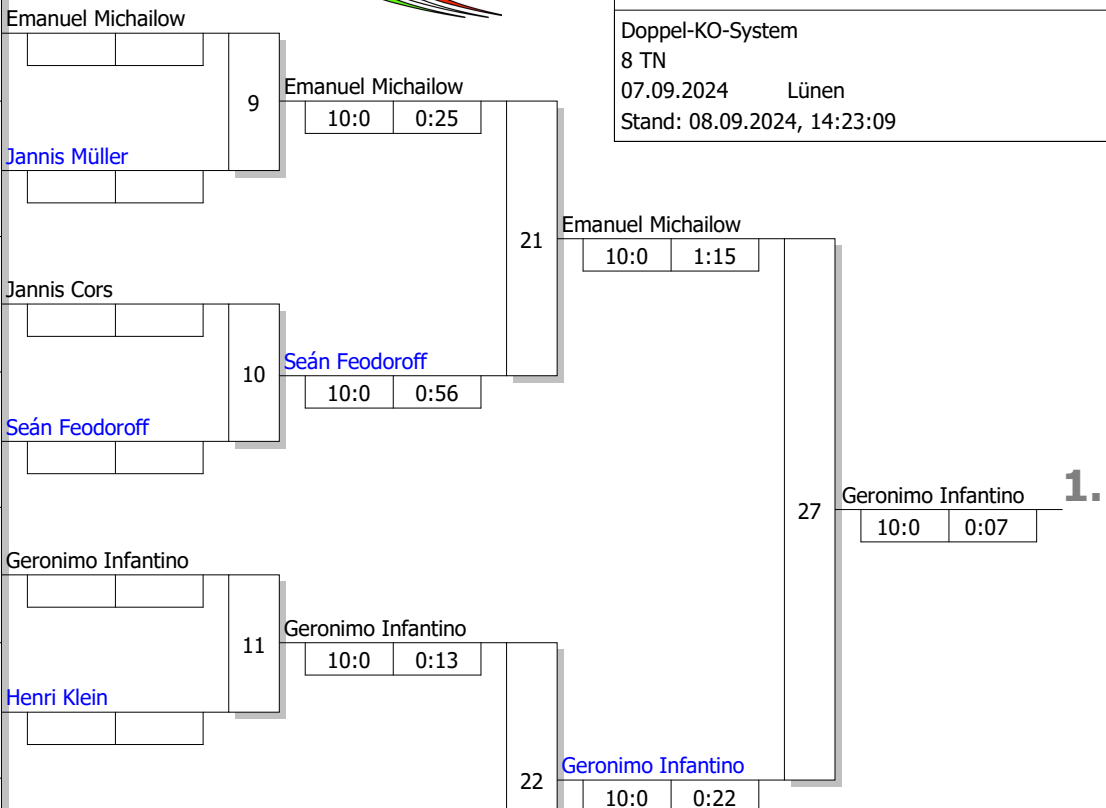 Emanuel Michailow
Doppel-KO-System
8 TN
07.09.2024 Lünen
Stand: 08.09.2024, 14:23:09
9
Emanuel Michailow
10:0 0:25
Jannis Müller
21
Emanuel Michailow
10:0 1:15
Jannis Cors
10
Seán Feodoroff
10:0 0:56
Seán Feodoroff
27
Geronimo Infantino
10:0 0:07
1.
Geronimo Infantino
11
Geronimo Infantino
10:0 0:13
Henri Klein
22
Geronimo Infantino
10:0 0:22